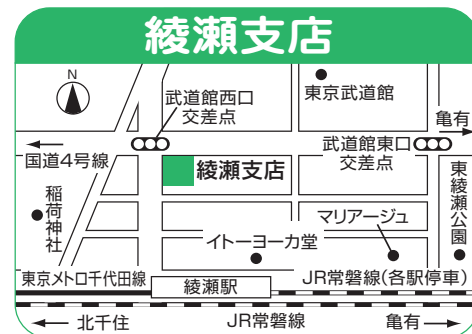 綾瀬支店
N
東京武道館
武道館西口
交差点
亀有
国道4号線
武道館東口
交差点
綾瀬支店
東綾瀬公園
稲荷神社
マリアージュ
イトーヨーカ堂
東京メトロ千代田線
綾瀬駅
JR常磐線(各駅停車)
北千住
JR常磐線
亀有